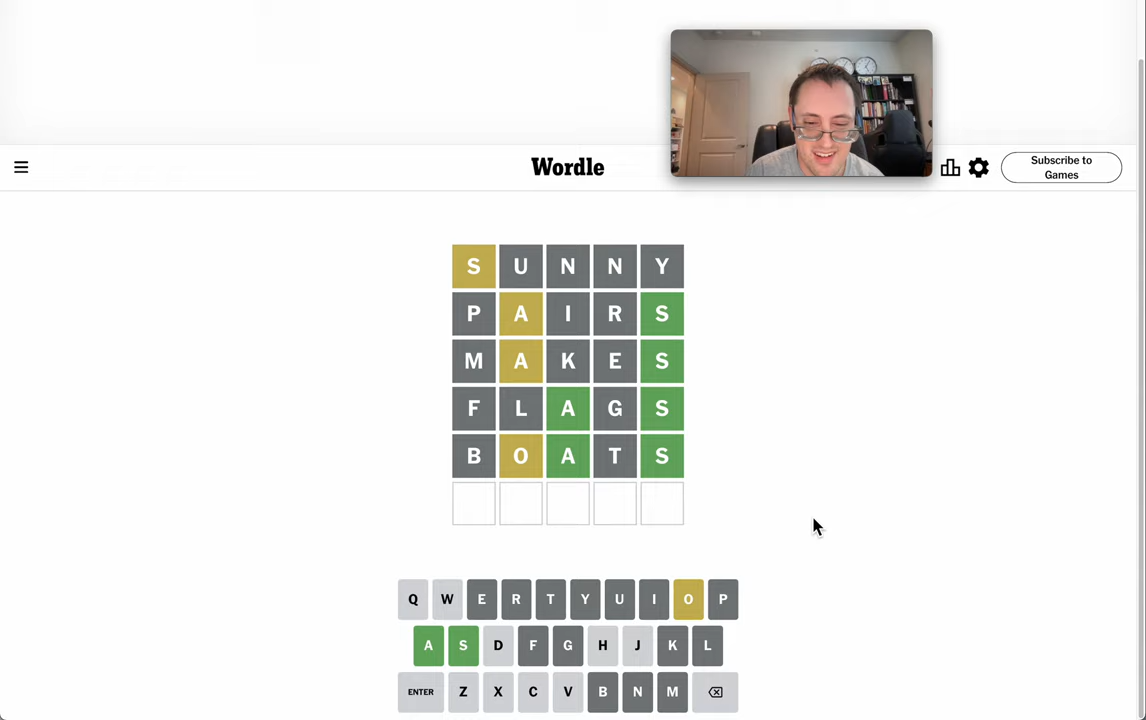 Wordle
Subscribe to
Games
S U N N Y
P A I R S
M A K E S
F L A G S
B O A T S
Q W E R T Y U I O P
A S D F G H J K L
ENTER Z X C V B N M